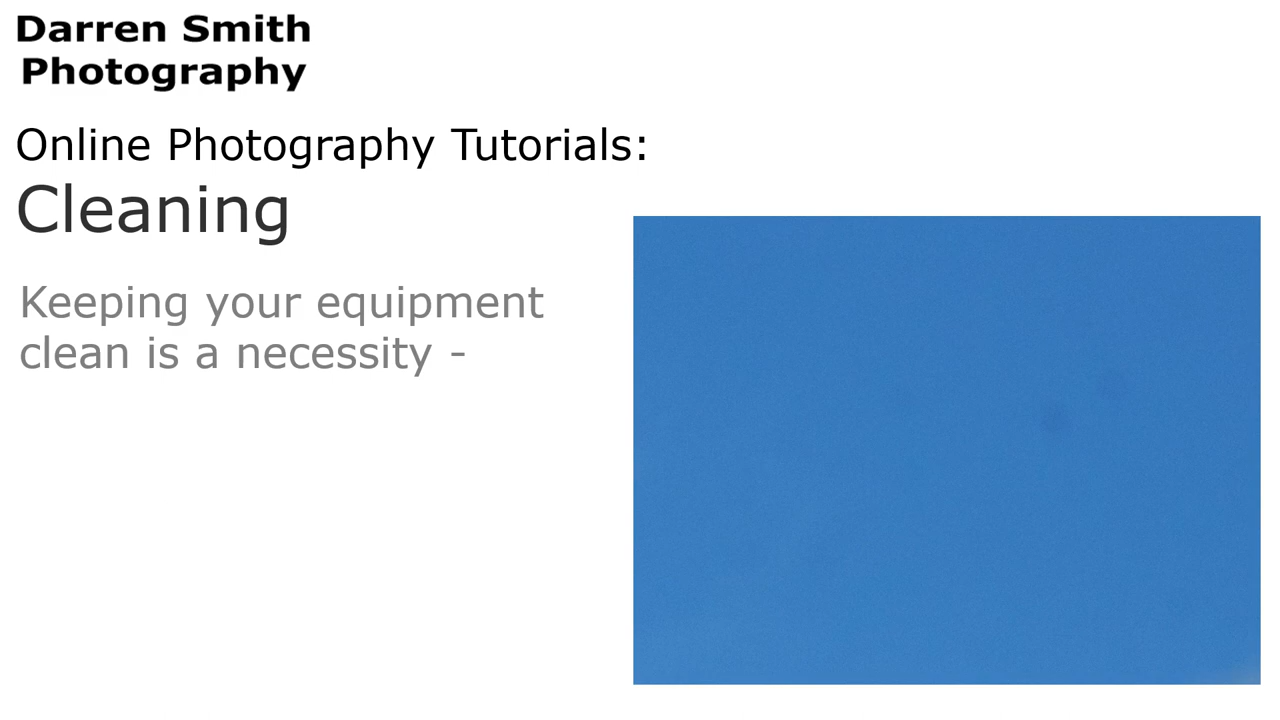 Darren Smith
Photography
Online Photography Tutorials:
Cleaning
Keeping your equipment
clean is a necessity -